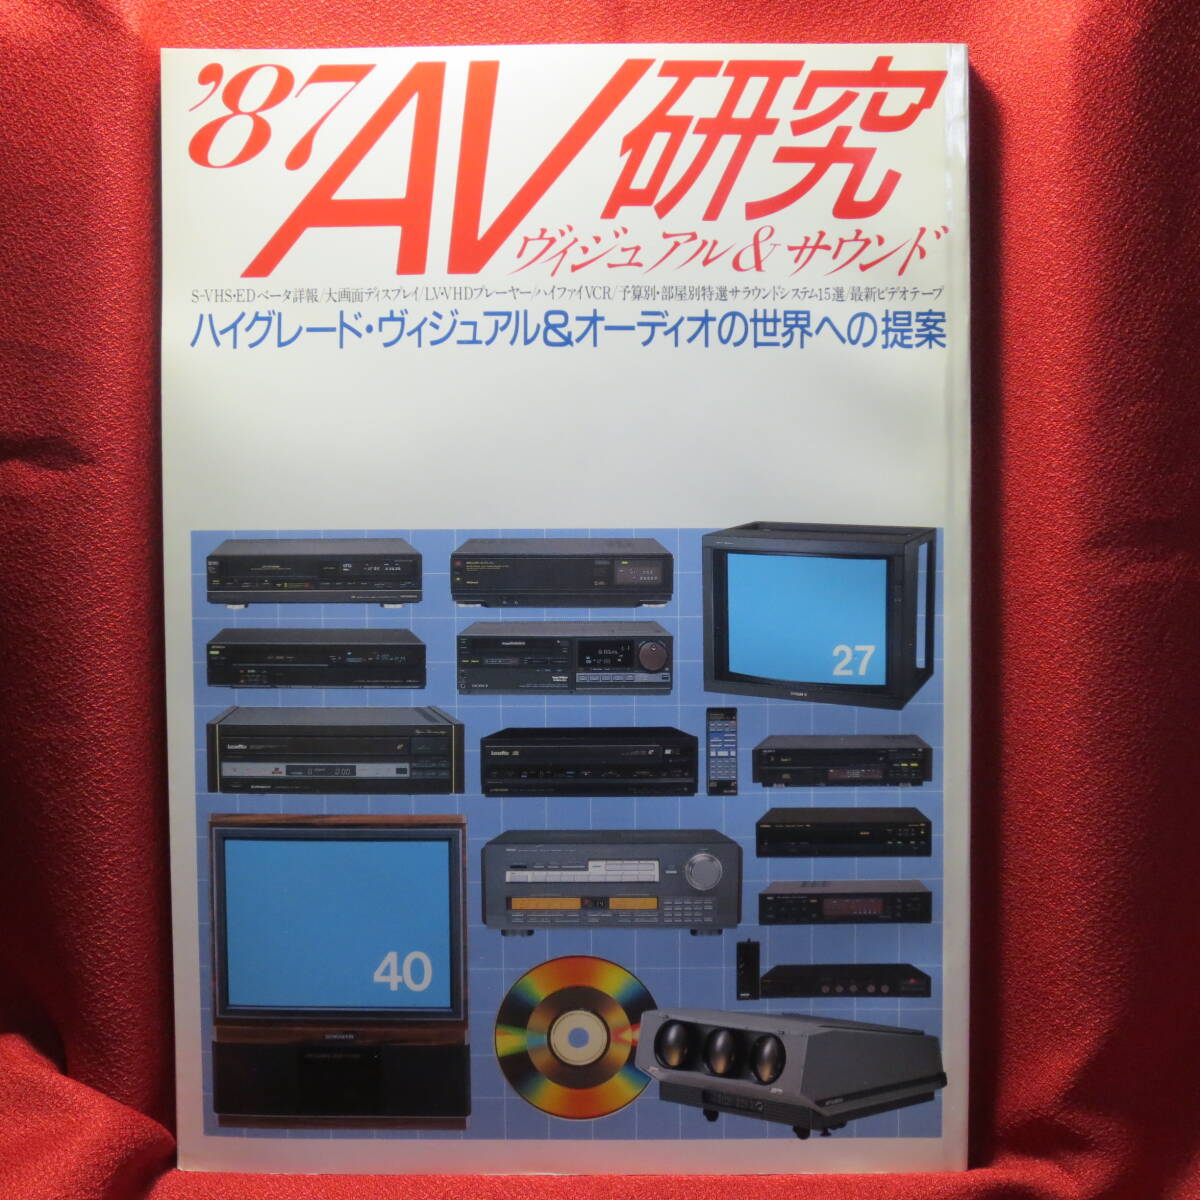 '87 AV研究
ヴィジュアル&サウンド
S-VHS・EDベータ詳報/大画面ディスプレイ/LV・VHDプレーヤー/ハイファイVCR/予算別・部屋別特選サラウンドシステム15選/最新ビデオテープ
ハイグレード・ヴィジュアル&オーディオの世界への提案
27
LaserDisc
LaserDisc
40